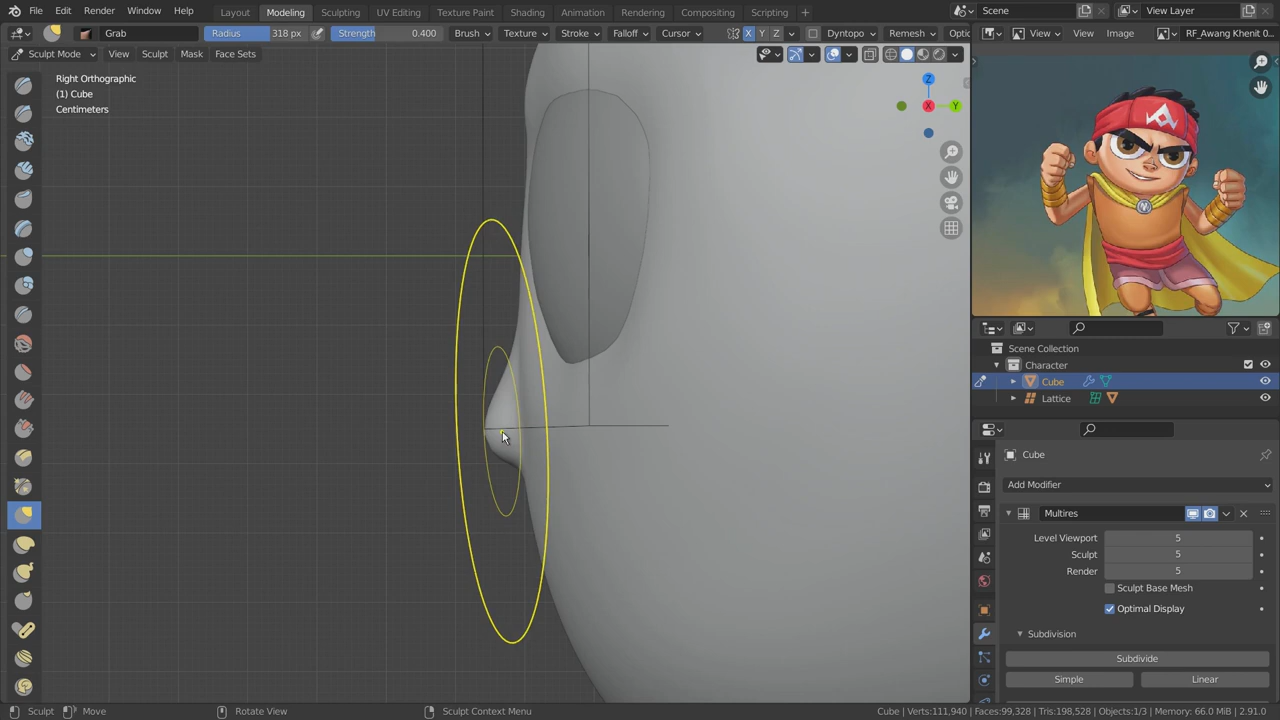 File Edit Render Window Help Layout Modeling Sculpting UV Editing Texture Paint Shading Animation Rendering Compositing Scripting + Scene View Layer
Grab Radius 318 px Strength 0.400 Brush Texture Stroke Falloff Cursor X Y Z Dyntopo Remesh Optic View View Image RF_Awang Khenit 0...
Sculpt Mode View Sculpt Mask Face Sets
Right Orthographic
(1) Cube
Centimeters
Z
X
Y
Scene Collection
Character
Cube
Lattice
Cube
Add Modifier
Multires
Level Viewport 5
Sculpt 5
Render 5
Sculpt Base Mesh
Optimal Display
Subdivision
Subdivide
Simple Linear
Sculpt Move Rotate View Sculpt Context Menu Cube | Verts:111,940 | Faces:99,328 | Tris:198,528 | Objects:1/3 | Memory: 66.0 MiB | 2.91.0